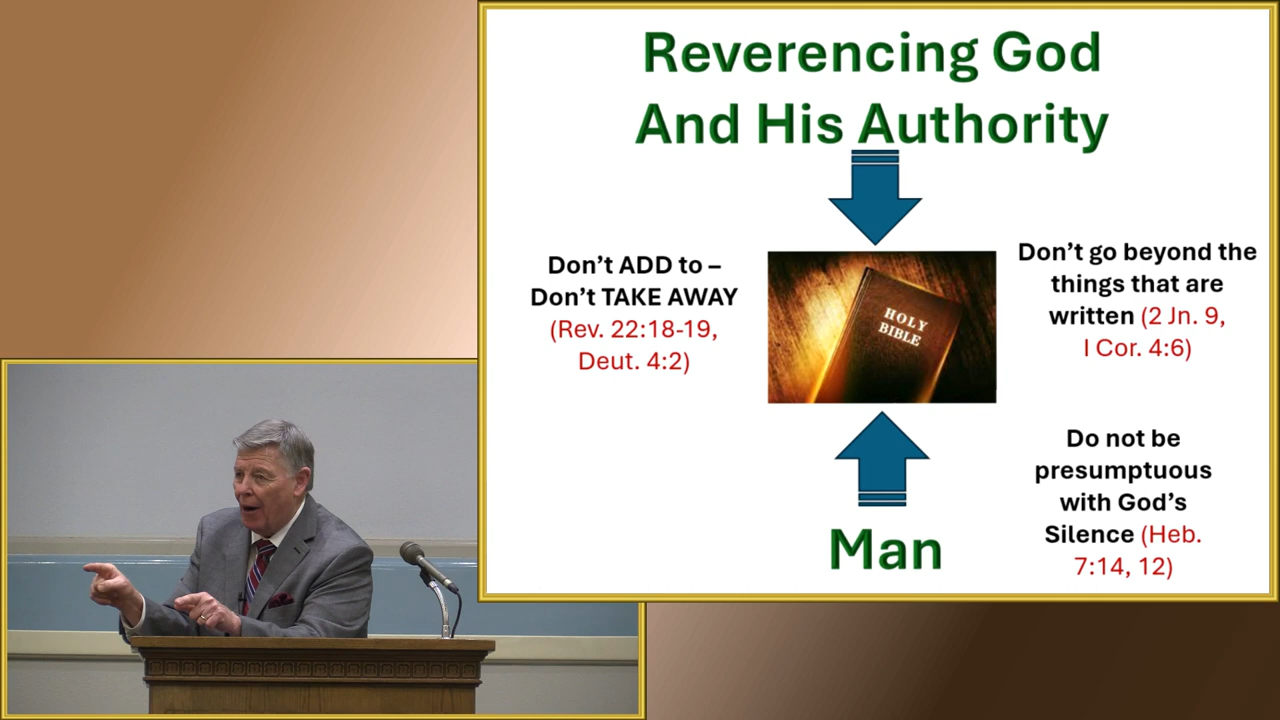 Reverencing God
And His Authority
Don’t ADD to –
Don’t TAKE AWAY
(Rev. 22:18-19,
Deut. 4:2)
HOLY
BIBLE
Don’t go beyond the
things that are
written (2 Jn. 9,
I Cor. 4:6)
Do not be
presumptuous
with God’s
Silence (Heb.
7:14, 12)
Man